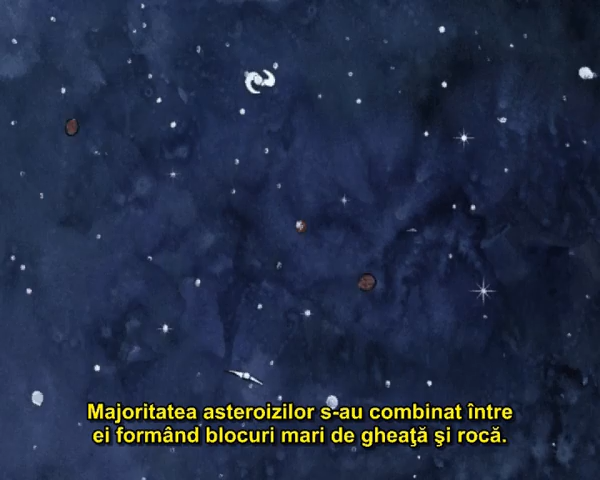 Majoritatea asteroizilor s-au combinat între
ei formând blocuri mari de gheaţă şi rocă.